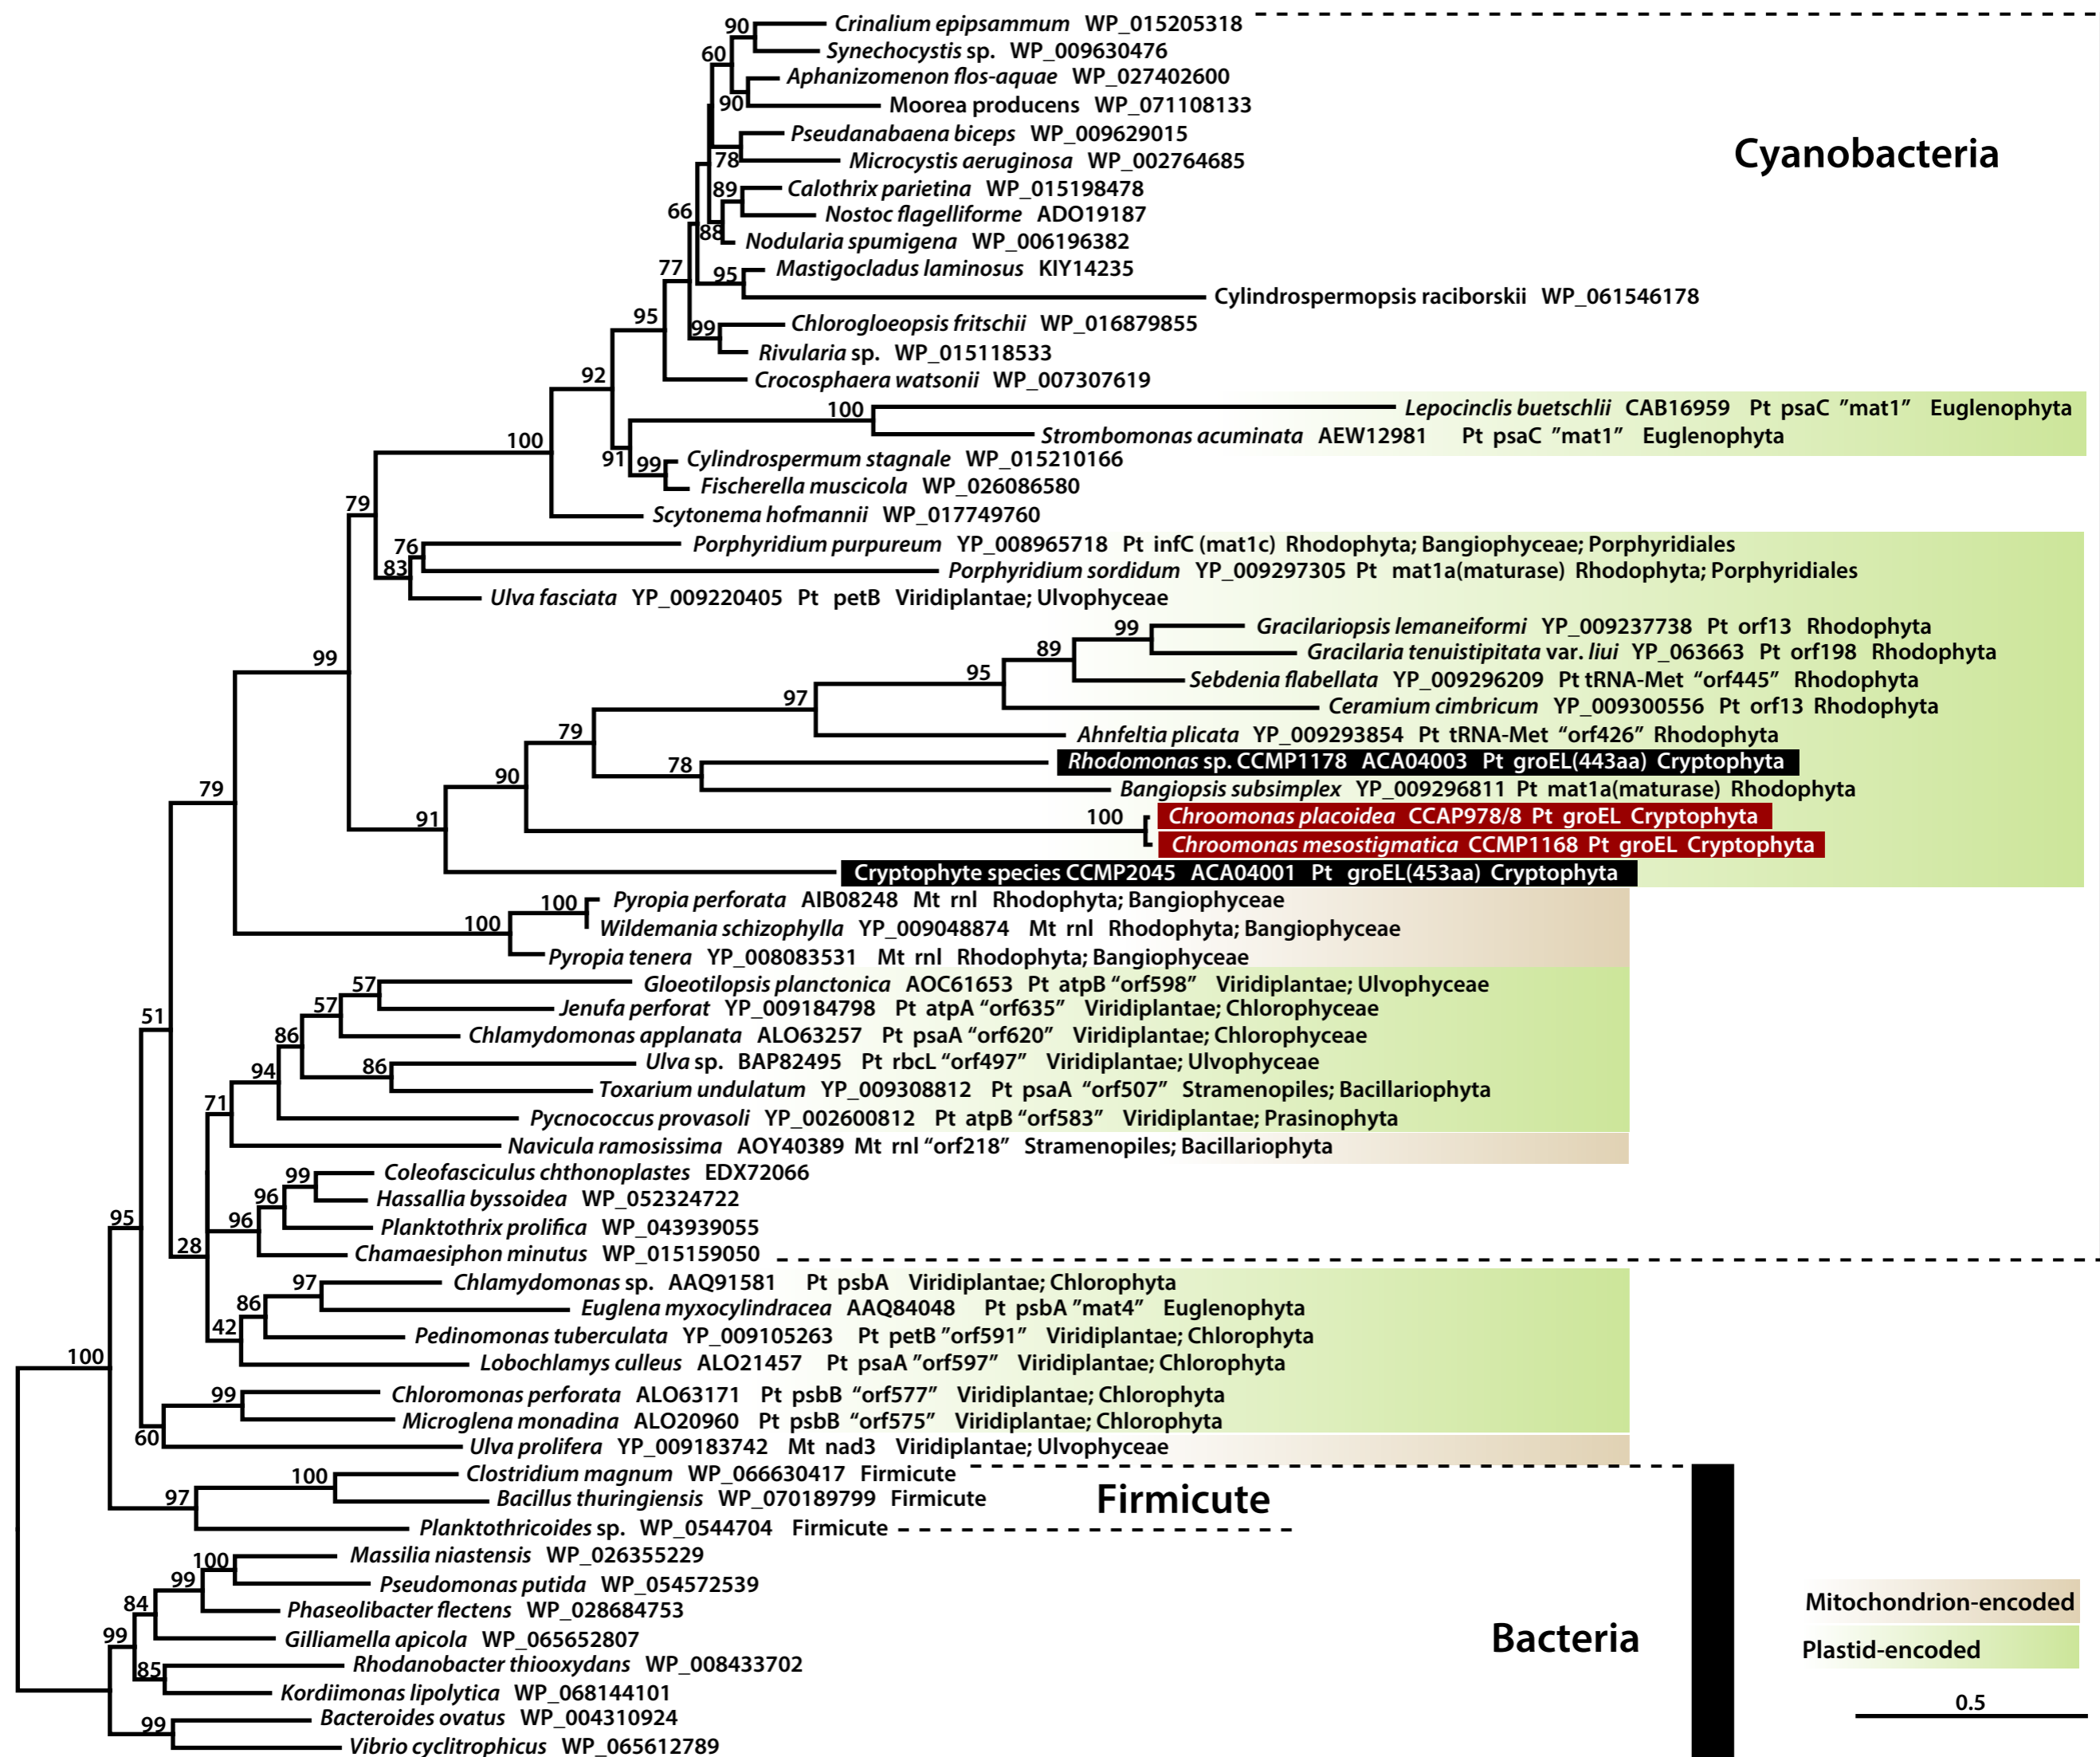 90 Crinalium epipsammum WP_015205318
60 Synechocystis sp. WP_009630476
Aphanizomenon flos-aquae WP_027402600
90 Moorea producens WP_071108133
Pseudanabaena biceps WP_009629015
Cyanobacteria
78 Microcystis aeruginosa WP_002764685
89 Calothrix parietina WP_015198478
66 Nostoc flagelliforme ADO19187
88 Nodularia spumigena WP_006196382
77 95 Mastigocladus laminosus KIY14235
Cylindrospermopsis raciborskii WP_061546178
95 99 Chlorogloeopsis fritschii WP_016879855
Rivularia sp. WP_015118533
92 Crocosphaera watsonii WP_007307619
100 Lepocinclis buetschlii CAB16959 Pt psaC "mat1" Euglenophyta
100 Strombomonas acuminata AEW12981 Pt psaC "mat1" Euglenophyta
91 99 Cylindrospermum stagnale WP_015210166
Fischerella muscicola WP_026086580
79 Scytonema hofmannii WP_017749760
76 Porphyridium purpureum YP_008965718 Pt infC (mat1c) Rhodophyta; Bangiophyceae; Porphyridiales
83 Porphyridium sordidum YP_009297305 Pt mat1a(maturase) Rhodophyta; Porphyridiales
Ulva fasciata YP_009220405 Pt petB Viridiplantae; Ulvophyceae
99 Gracilariopsis lemaneiformi YP_009237738 Pt orf13 Rhodophyta
99 89 Gracilaria tenuistipitata var. liui YP_063663 Pt orf198 Rhodophyta
95 Sebdenia flabellata YP_009296209 Pt tRNA-Met "orf445" Rhodophyta
97 Ceramium cimbricum YP_009300556 Pt orf13 Rhodophyta
79 Ahnfeltia plicata YP_009293854 Pt tRNA-Met "orf426" Rhodophyta
78 Rhodomonas sp. CCMP1178 ACA04003 Pt groEL(443aa) Cryptophyta
79 90 Bangiopsis subsimplex YP_009296811 Pt mat1a(maturase) Rhodophyta
91 100 Chroomonas placoidea CCAP978/8 Pt groEL Cryptophyta
Chroomonas mesostigmatica CCMP1168 Pt groEL Cryptophyta
Cryptophyte species CCMP2045 ACA04001 Pt groEL(453aa) Cryptophyta
100 Pyropia perforata AIB08248 Mt rnl Rhodophyta; Bangiophyceae
100 Wildemania schizophylla YP_009048874 Mt rnl Rhodophyta; Bangiophyceae
Pyropia tenera YP_008083531 Mt rnl Rhodophyta; Bangiophyceae
57 Gloeotilopsis planctonica AOC61653 Pt atpB "orf598" Viridiplantae; Ulvophyceae
51 57 Jenufa perforat YP_009184798 Pt atpA "orf635" Viridiplantae; Chlorophyceae
86 Chlamydomonas applanata ALO63257 Pt psaA "orf620" Viridiplantae; Chlorophyceae
94 86 Ulva sp. BAP82495 Pt rbcL "orf497" Viridiplantae; Ulvophyceae
Toxarium undulatum YP_009308812 Pt psaA "orf507" Stramenopiles; Bacillariophyta
71 Pycnococcus provasoli YP_002600812 Pt atpB "orf583" Viridiplantae; Prasinophyta
Navicula ramosissima AOY40389 Mt rnl "orf218" Stramenopiles; Bacillariophyta
99 Coleofasciculus chthonoplastes EDX72066
96 Hassallia byssoidea WP_052324722
95 96 Planktothrix prolifica WP_043939055
28 Chamaesiphon minutus WP_015159050
97 Chlamydomonas sp. AAQ91581 Pt psbA Viridiplantae; Chlorophyta
86 Euglena myxocylindracea AAQ84048 Pt psbA "mat4" Euglenophyta
42 Pedinomonas tuberculata YP_009105263 Pt petB "orf591" Viridiplantae; Chlorophyta
100 Lobochlamys culleus ALO21457 Pt psaA "orf597" Viridiplantae; Chlorophyta
99 Chloromonas perforata ALO63171 Pt psbB "orf577" Viridiplantae; Chlorophyta
60 Microglena monadina ALO20960 Pt psbB "orf575" Viridiplantae; Chlorophyta
Ulva prolifera YP_009183742 Mt nad3 Viridiplantae; Ulvophyceae
100 Clostridium magnum WP_066630417 Firmicute
97 Bacillus thuringiensis WP_070189799 Firmicute
Firmicute
Planktothricoides sp. WP_0544704 Firmicute
100 Massilia niastensis WP_026355229
99 Pseudomonas putida WP_054572539
84 Phaseolibacter flectens WP_028684753
Mitochondrion-encoded
99 Gilliamella apicola WP_065652807
Bacteria
Plastid-encoded
85 Rhodanobacter thiooxydans WP_008433702
Kordiimonas lipolytica WP_068144101
0.5
99 Bacteroides ovatus WP_004310924
Vibrio cyclitrophicus WP_065612789